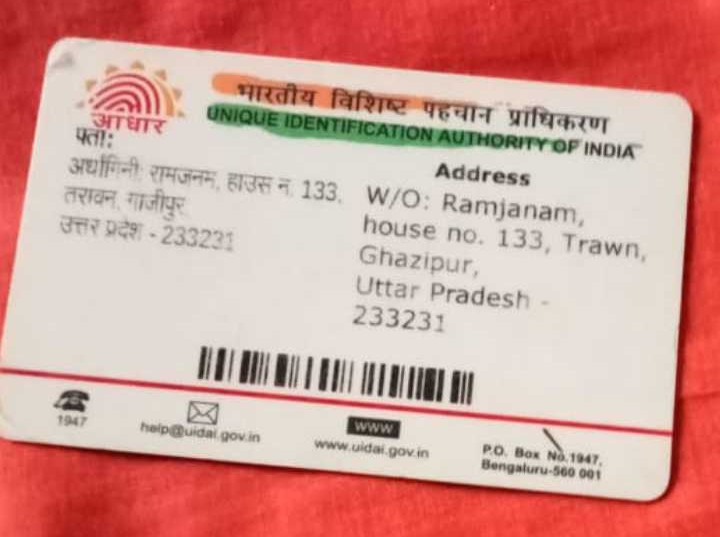 भारतीय विशिष्ट पहचान प्राधिकरण
UNIQUE IDENTIFICATION AUTHORITY OF INDIA
आधार
पता:
अर्धांगिनी: रामजनम, हाउस न. 133,
तरावन, गाजीपुर,
उत्तर प्रदेश - 233231
Address
W/O: Ramjanam,
house no. 133, Trawn,
Ghazipur,
Uttar Pradesh -
233231
1947
help@uidai.gov.in
www
www.uidai.gov.in
P.O. Box No.1947,
Bengaluru-560 001